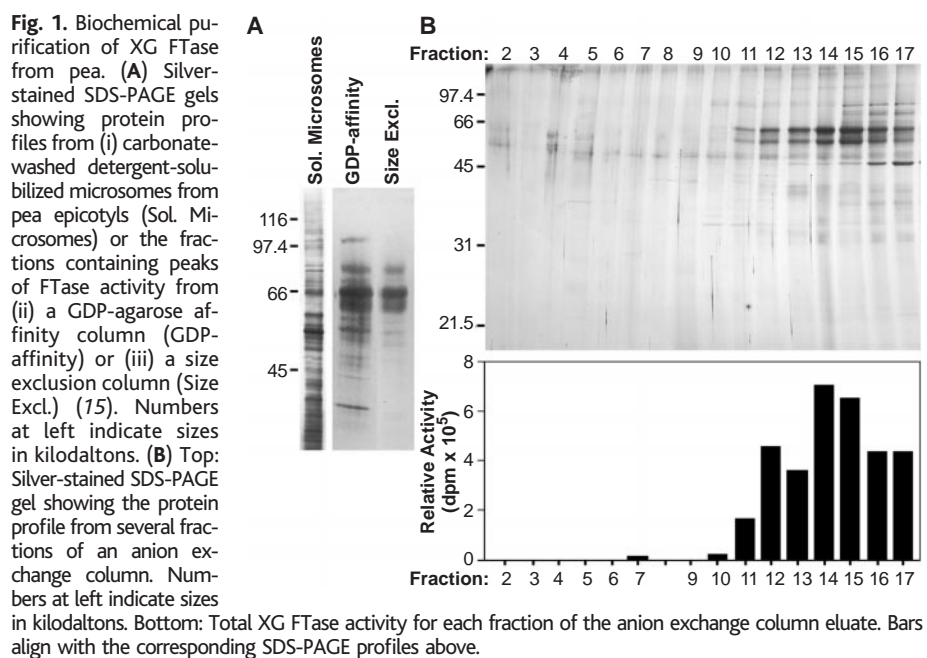 Fig. 1. Biochemical pu-
rification of XG FTase
from pea. (A) Silver-
stained SDS-PAGE gels
showing protein pro-
files from (i) carbonate-
washed detergent-solu-
bilized microsomes from
pea epicotyls (Sol. Mi-
crosomes) or the frac-
tions containing peaks
of FTase activity from
(ii) a GDP-agarose af-
finity column (GDP-
affinity) or (iii) a size
exclusion column (Size
Excl.) (15). Numbers
at left indicate sizes
in kilodaltons. (B) Top:
Silver-stained SDS-PAGE
gel showing the protein
profile from several frac-
tions of an anion ex-
change column. Num-
bers at left indicate sizes
in kilodaltons. Bottom: Total XG FTase activity for each fraction of the anion exchange column eluate. Bars
align with the corresponding SDS-PAGE profiles above.
A
Sol. Microsomes
GDP-affinity
Size Excl.
116
97.4
66
45
B
Fraction: 2 3 4 5 6 7 8 9 10 11 12 13 14 15 16 17
97.4
66
45
31
21.5
Relative Activity
(dpm x 10⁵)
8
6
4
2
0
Fraction: 2 3 4 5 6 7 9 10 11 12 13 14 15 16 17